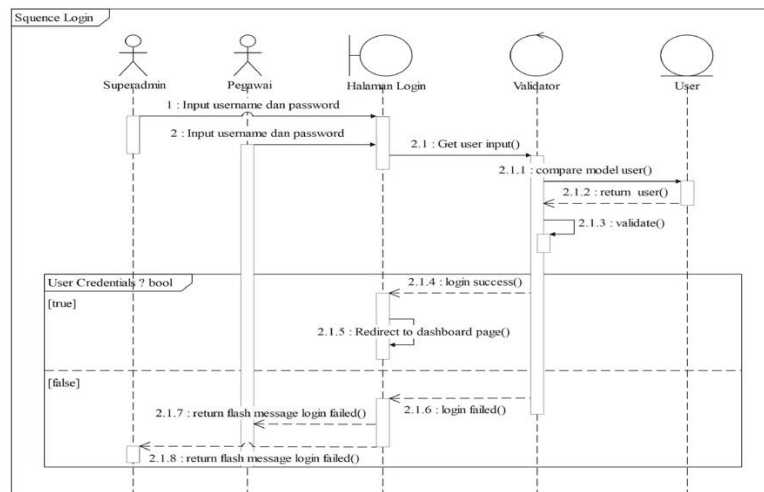 Squence Login
Superadmin
Pegawai
Halaman Login
Validator
User
1 : Input username dan password
2 : Input username dan password
2.1 : Get user input()
2.1.1 : compare model user()
2.1.2 : return user()
2.1.3 : validate()
User Credentials ? bool
2.1.4 : login success()
[true]
2.1.5 : Redirect to dashboard page()
[false]
2.1.6 : login failed()
2.1.7 : return flash message login failed()
2.1.8 : return flash message login failed()